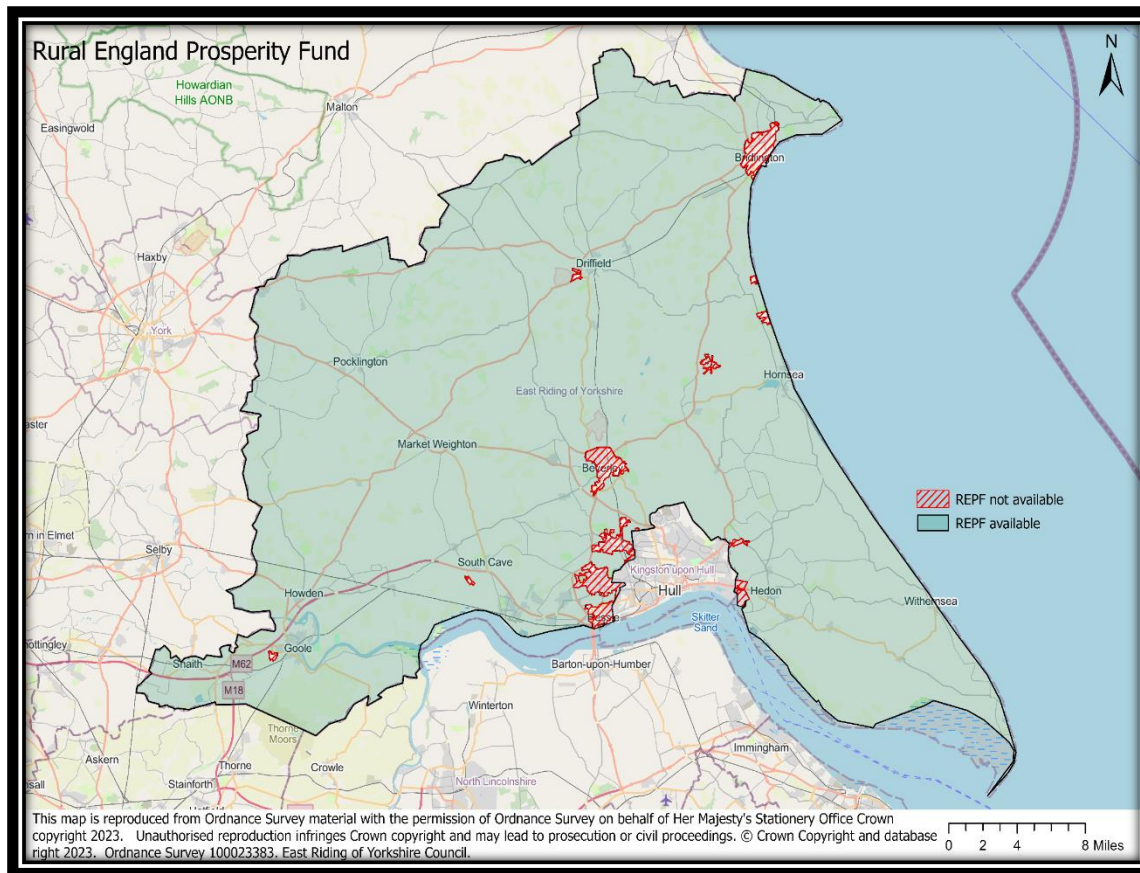 Rural England Prosperity Fund
N
Howardian
Hills AONB
Malton
Easingwold
Bridlington
Haxby
Driffield
York
Pocklington
East Riding of Yorkshire
Hornsea
Market Weighton
Beverley
REPF not available
REPF available
Selby
South Cave
Kingston upon Hull
Hull
Howden
Hedon
Withernsea
Hessle
Skitter
Sand
Goole
Snaith
M62
Barton-upon-Humber
M18
Winterton
Thorne
Moors
Immingham
Askern
Thorne
Crowle
Stainforth
North Lincolnshire
This map is reproduced from Ordnance Survey material with the permission of Ordnance Survey on behalf of Her Majesty's Stationery Office Crown
copyright 2023. Unauthorised reproduction infringes Crown copyright and may lead to prosecution or civil proceedings. © Crown Copyright and database
right 2023. Ordnance Survey 100023383. East Riding of Yorkshire Council.
0 2 4 8 Miles